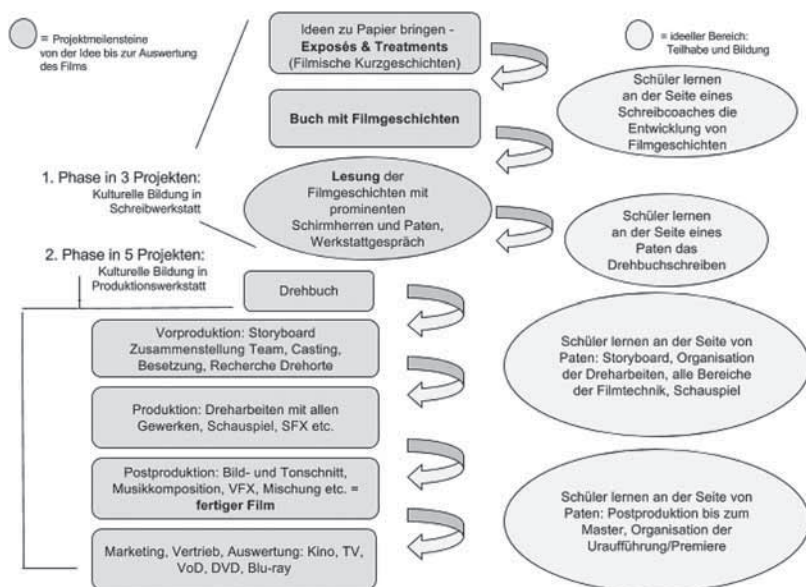 = Projektmeilensteine
von der Idee bis zur Auswertung
des Films
Ideen zu Papier bringen -
Exposés & Treatments
(Filmische Kurzgeschichten)
= ideeller Bereich:
Teilhabe und Bildung
Buch mit Filmgeschichten
Schüler lernen
an der Seite eines
Schreibcoaches die
Entwicklung von
Filmgeschichten
1. Phase in 3 Projekten:
Kulturelle Bildung in
Schreibwerkstatt
Lesung der
Filmgeschichten mit
prominenten
Schirmherren und Paten,
Werkstattgespräch
Schüler lernen
an der Seite eines
Paten das
Drehbuchschreiben
2. Phase in 5 Projekten:
Kulturelle Bildung in
Produktionswerkstatt
Drehbuch
Vorproduktion: Storyboard
Zusammenstellung Team, Casting,
Besetzung, Recherche Drehorte
Schüler lernen an der Seite von
Paten: Storyboard, Organisation
der Dreharbeiten, alle Bereiche
der Filmtechnik, Schauspiel
Produktion: Dreharbeiten mit allen
Gewerken, Schauspiel, SFX etc.
Postproduktion: Bild- und Tonschnitt,
Musikkomposition, VFX, Mischung etc. =
fertiger Film
Schüler lernen an der Seite von
Paten: Postproduktion bis zum
Master, Organisation der
Uraufführung/Premiere
Marketing, Vertrieb, Auswertung: Kino, TV,
VoD, DVD, Blu-ray